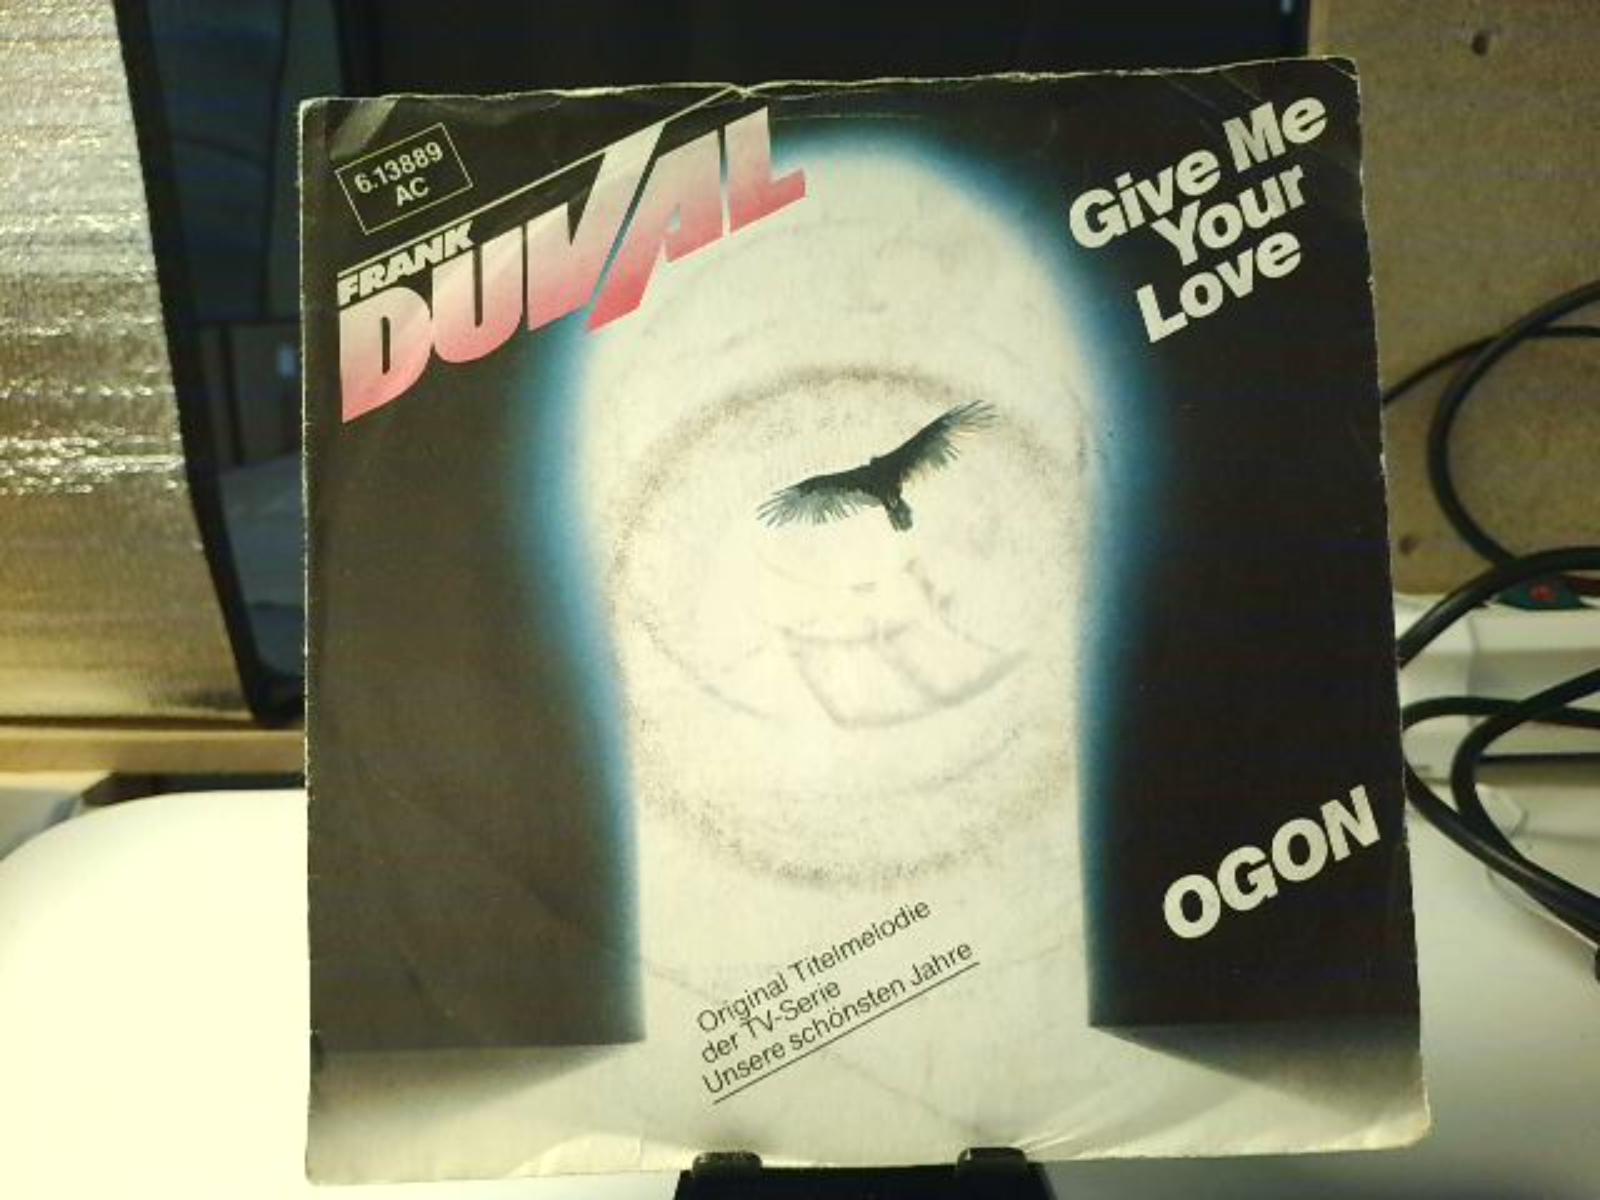 6.13889
AC
FRANK
DUVAL
Give Me
Your
Love
OGON
Original Titelmelodie
der TV-Serie
Unsere schönsten Jahre